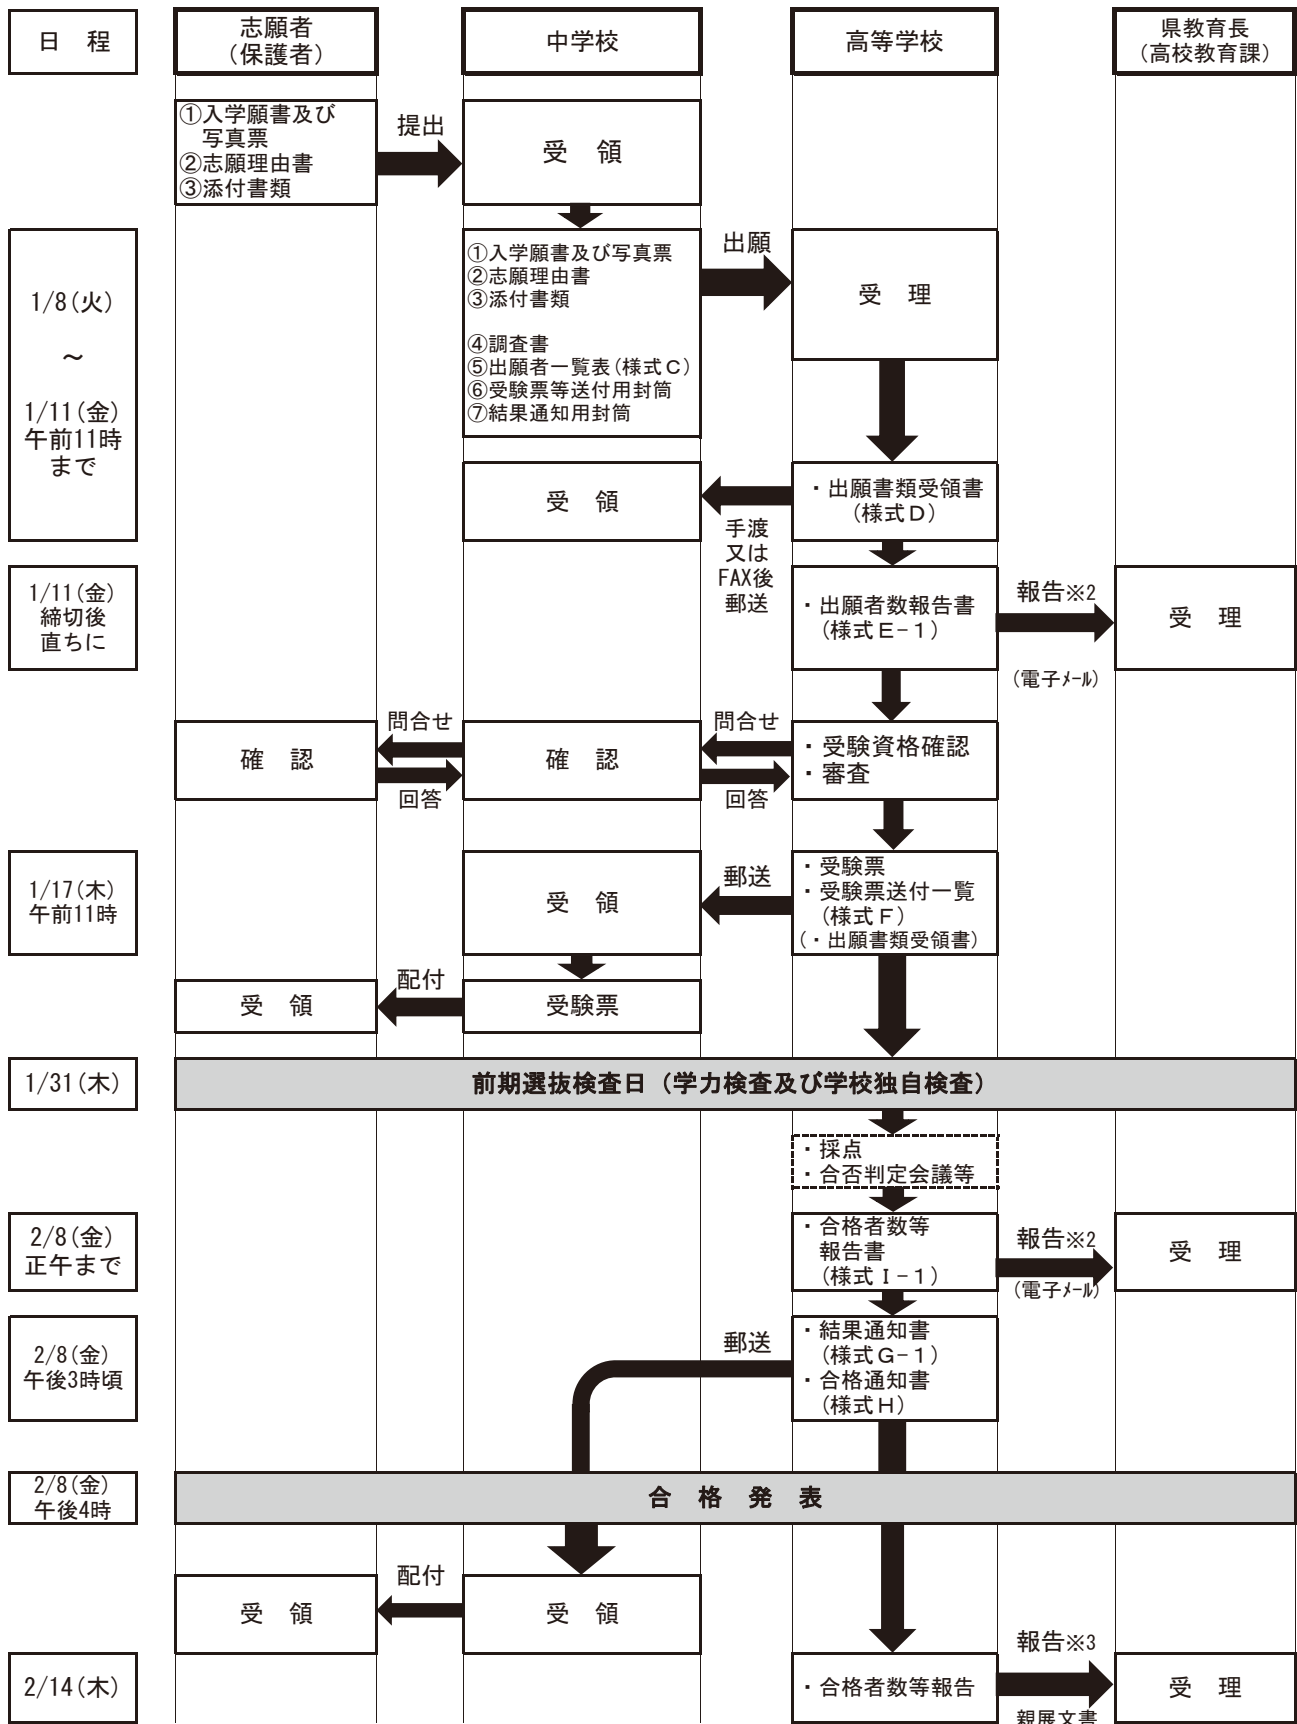 日　程
志願者
（保護者）
中学校
高等学校
県教育長
（高校教育課）
①入学願書及び
写真票
②志願理由書
③添付書類
提出
受　領
1/8(火)
～
1/11(金)
午前11時
まで
①入学願書及び写真票
②志願理由書
③添付書類
④調査書
⑤出願者一覧表(様式Ｃ)
⑥受験票等送付用封筒
⑦結果通知用封筒
出願
受　理
受　領
手渡
又は
FAX後
郵送
・出願書類受領書
(様式Ｄ)
1/11(金)
締切後
直ちに
・出願者数報告書
(様式Ｅ-1)
報告※2
(電子ﾒｰﾙ)
受　理
確　認
問合せ
回答
確　認
問合せ
回答
・受験資格確認
・審査
1/17(木)
午前11時
受　領
郵送
・受験票
・受験票送付一覧
(様式Ｆ)
(・出願書類受領書)
受　領
配付
受験票
1/31(木)
前期選抜検査日（学力検査及び学校独自検査）
・採点
・合否判定会議等
2/8(金)
正午まで
・合格者数等
報告書
(様式Ｉ-1)
報告※2
(電子ﾒｰﾙ)
受　理
2/8(金)
午後3時頃
郵送
・結果通知書
(様式Ｇ-1)
・合格通知書
(様式Ｈ)
2/8(金)
午後4時
合　格　発　表
受　領
配付
受　領
2/14(木)
・合格者数等報告
報告※3
親展文書
受　理